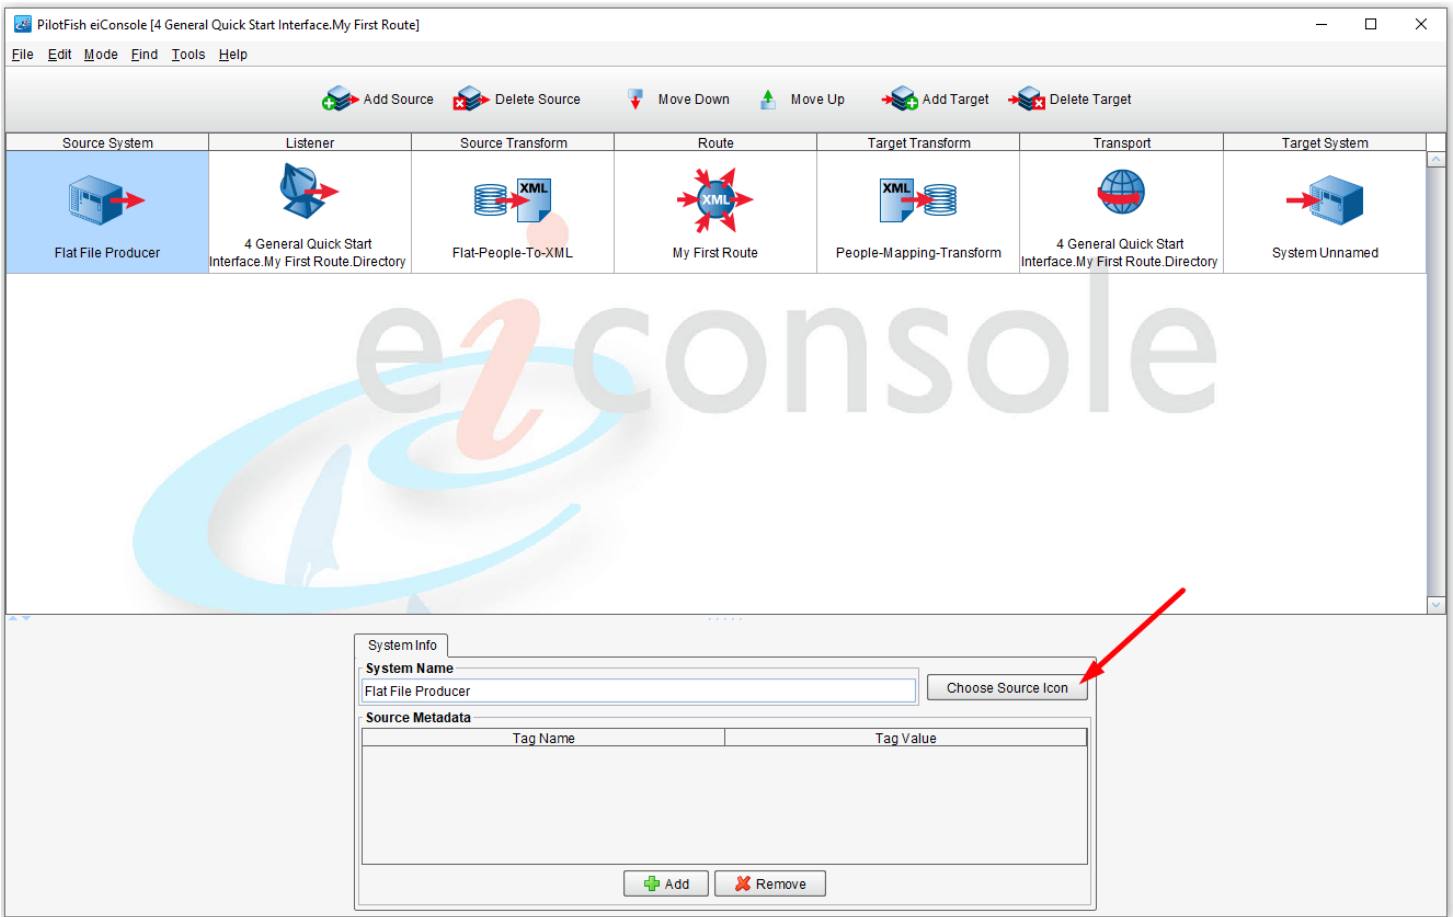 PilotFish eiConsole [4 General Quick Start Interface.My First Route]
File Edit Mode Find Tools Help
Add Source Delete Source Move Down Move Up Add Target Delete Target
Source System Listener Source Transform Route Target Transform Transport Target System
XML XML XML
Flat File Producer
4 General Quick Start
Interface.My First Route.Directory
Flat-People-To-XML
My First Route
People-Mapping-Transform
4 General Quick Start
Interface.My First Route.Directory
System Unnamed
eiconsole
System Info
System Name
Flat File Producer
Choose Source Icon
Source Metadata
Tag Name Tag Value
Add Remove